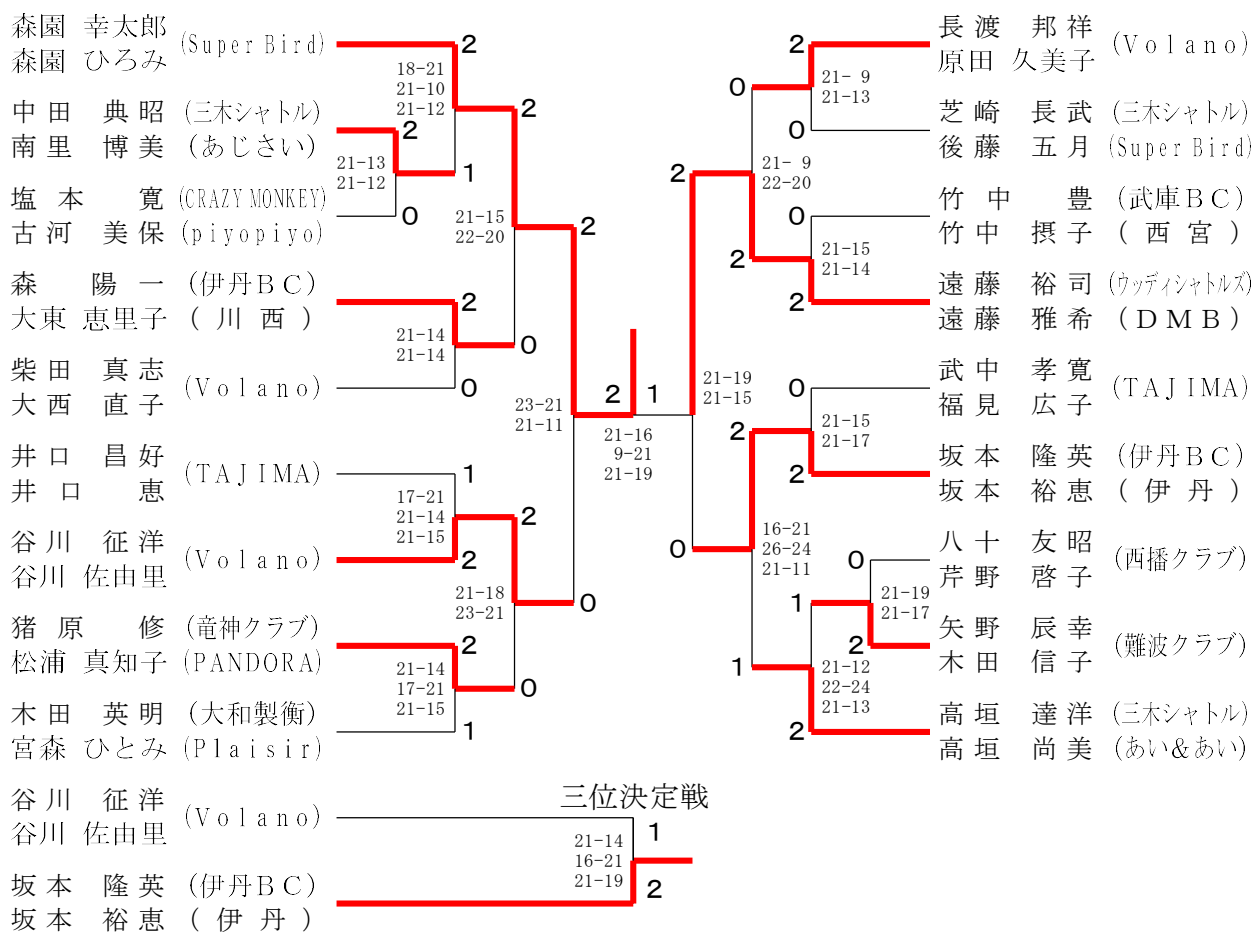 森園 幸太郎
森園 ひろみ
(Super Bird)
2
18-21
21-10
21-12
中田 典昭 (三木シャトル)
南里 博美 (あじさい)
2
21-13
21-12
1
塩本 寛 (CRAZY MONKEY)
古河 美保 (piyopiyo)
0
2
21-15
22-20
森 陽一 (伊丹BC)
大東 恵里子 (川西)
2
21-14
21-14
0
柴田 真志
大西 直子
(Volano)
0
2
23-21
21-11
井口 昌好
井口 恵
(TAJIMA)
1
17-21
21-14
21-15
2
谷川 征洋
谷川 佐由里
(Volano)
2
21-18
23-21
0
猪原 修 (竜神クラブ)
松浦 真知子 (PANDORA)
2
21-14
17-21
21-15
0
木田 英明 (大和製衡)
宮森 ひとみ (Plaisir)
1
2 1
21-16
9-21
21-19
長渡 邦祥
原田 久美子
(Volano)
2
21- 9
21-13
0
芝崎 長武 (三木シャトル)
後藤 五月 (Super Bird)
0
21- 9
22-20
2
竹中 豊 (武庫BC)
竹中 摂子 (西宮)
0
21-15
21-14
2
遠藤 裕司 (ウッディシャトルズ)
遠藤 雅希 (DMB)
2
21-19
21-15
武中 孝寛
福見 広子
(TAJIMA)
0
21-15
21-17
2
坂本 隆英 (伊丹BC)
坂本 裕恵 (伊丹)
2
16-21
26-24
21-11
0
八十 友昭
芹野 啓子
(西播クラブ)
0
21-19
21-17
1
矢野 辰幸
木田 信子
(難波クラブ)
2
21-12
22-24
21-13
1
高垣 達洋 (三木シャトル)
高垣 尚美 (あい&あい)
2
三位決定戦
谷川 征洋
谷川 佐由里
(Volano)
1
21-14
16-21
21-19
坂本 隆英 (伊丹BC)
坂本 裕恵 (伊丹)
2